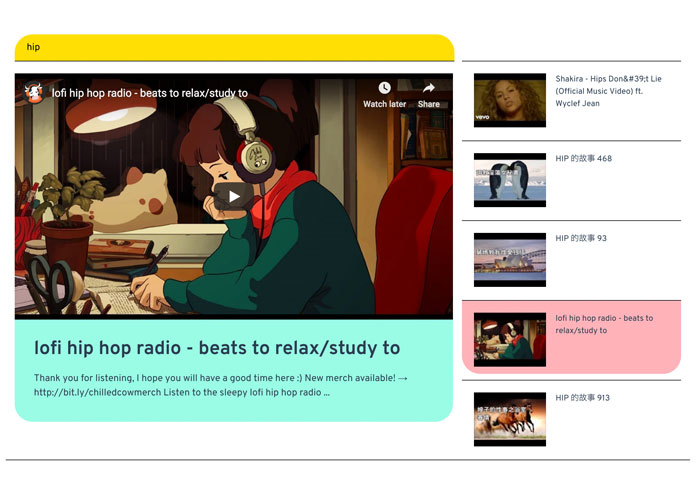 hip
lofi hip hop radio - beats to relax/study to
Watch later
Share
lofi hip hop radio - beats to relax/study to
Thank you for listening, I hope you will have a good time here :) New merch available! →
http://bit.ly/chilledcowmerch Listen to the sleepy lofi hip hop radio ...
vevo
Shakira - Hips Don&#39;t Lie
(Official Music Video) ft.
Wyclef Jean
HIP 的故事 468
HIP 的故事 93
lofi hip hop radio - beats to
relax/study to
HIP 的故事 913